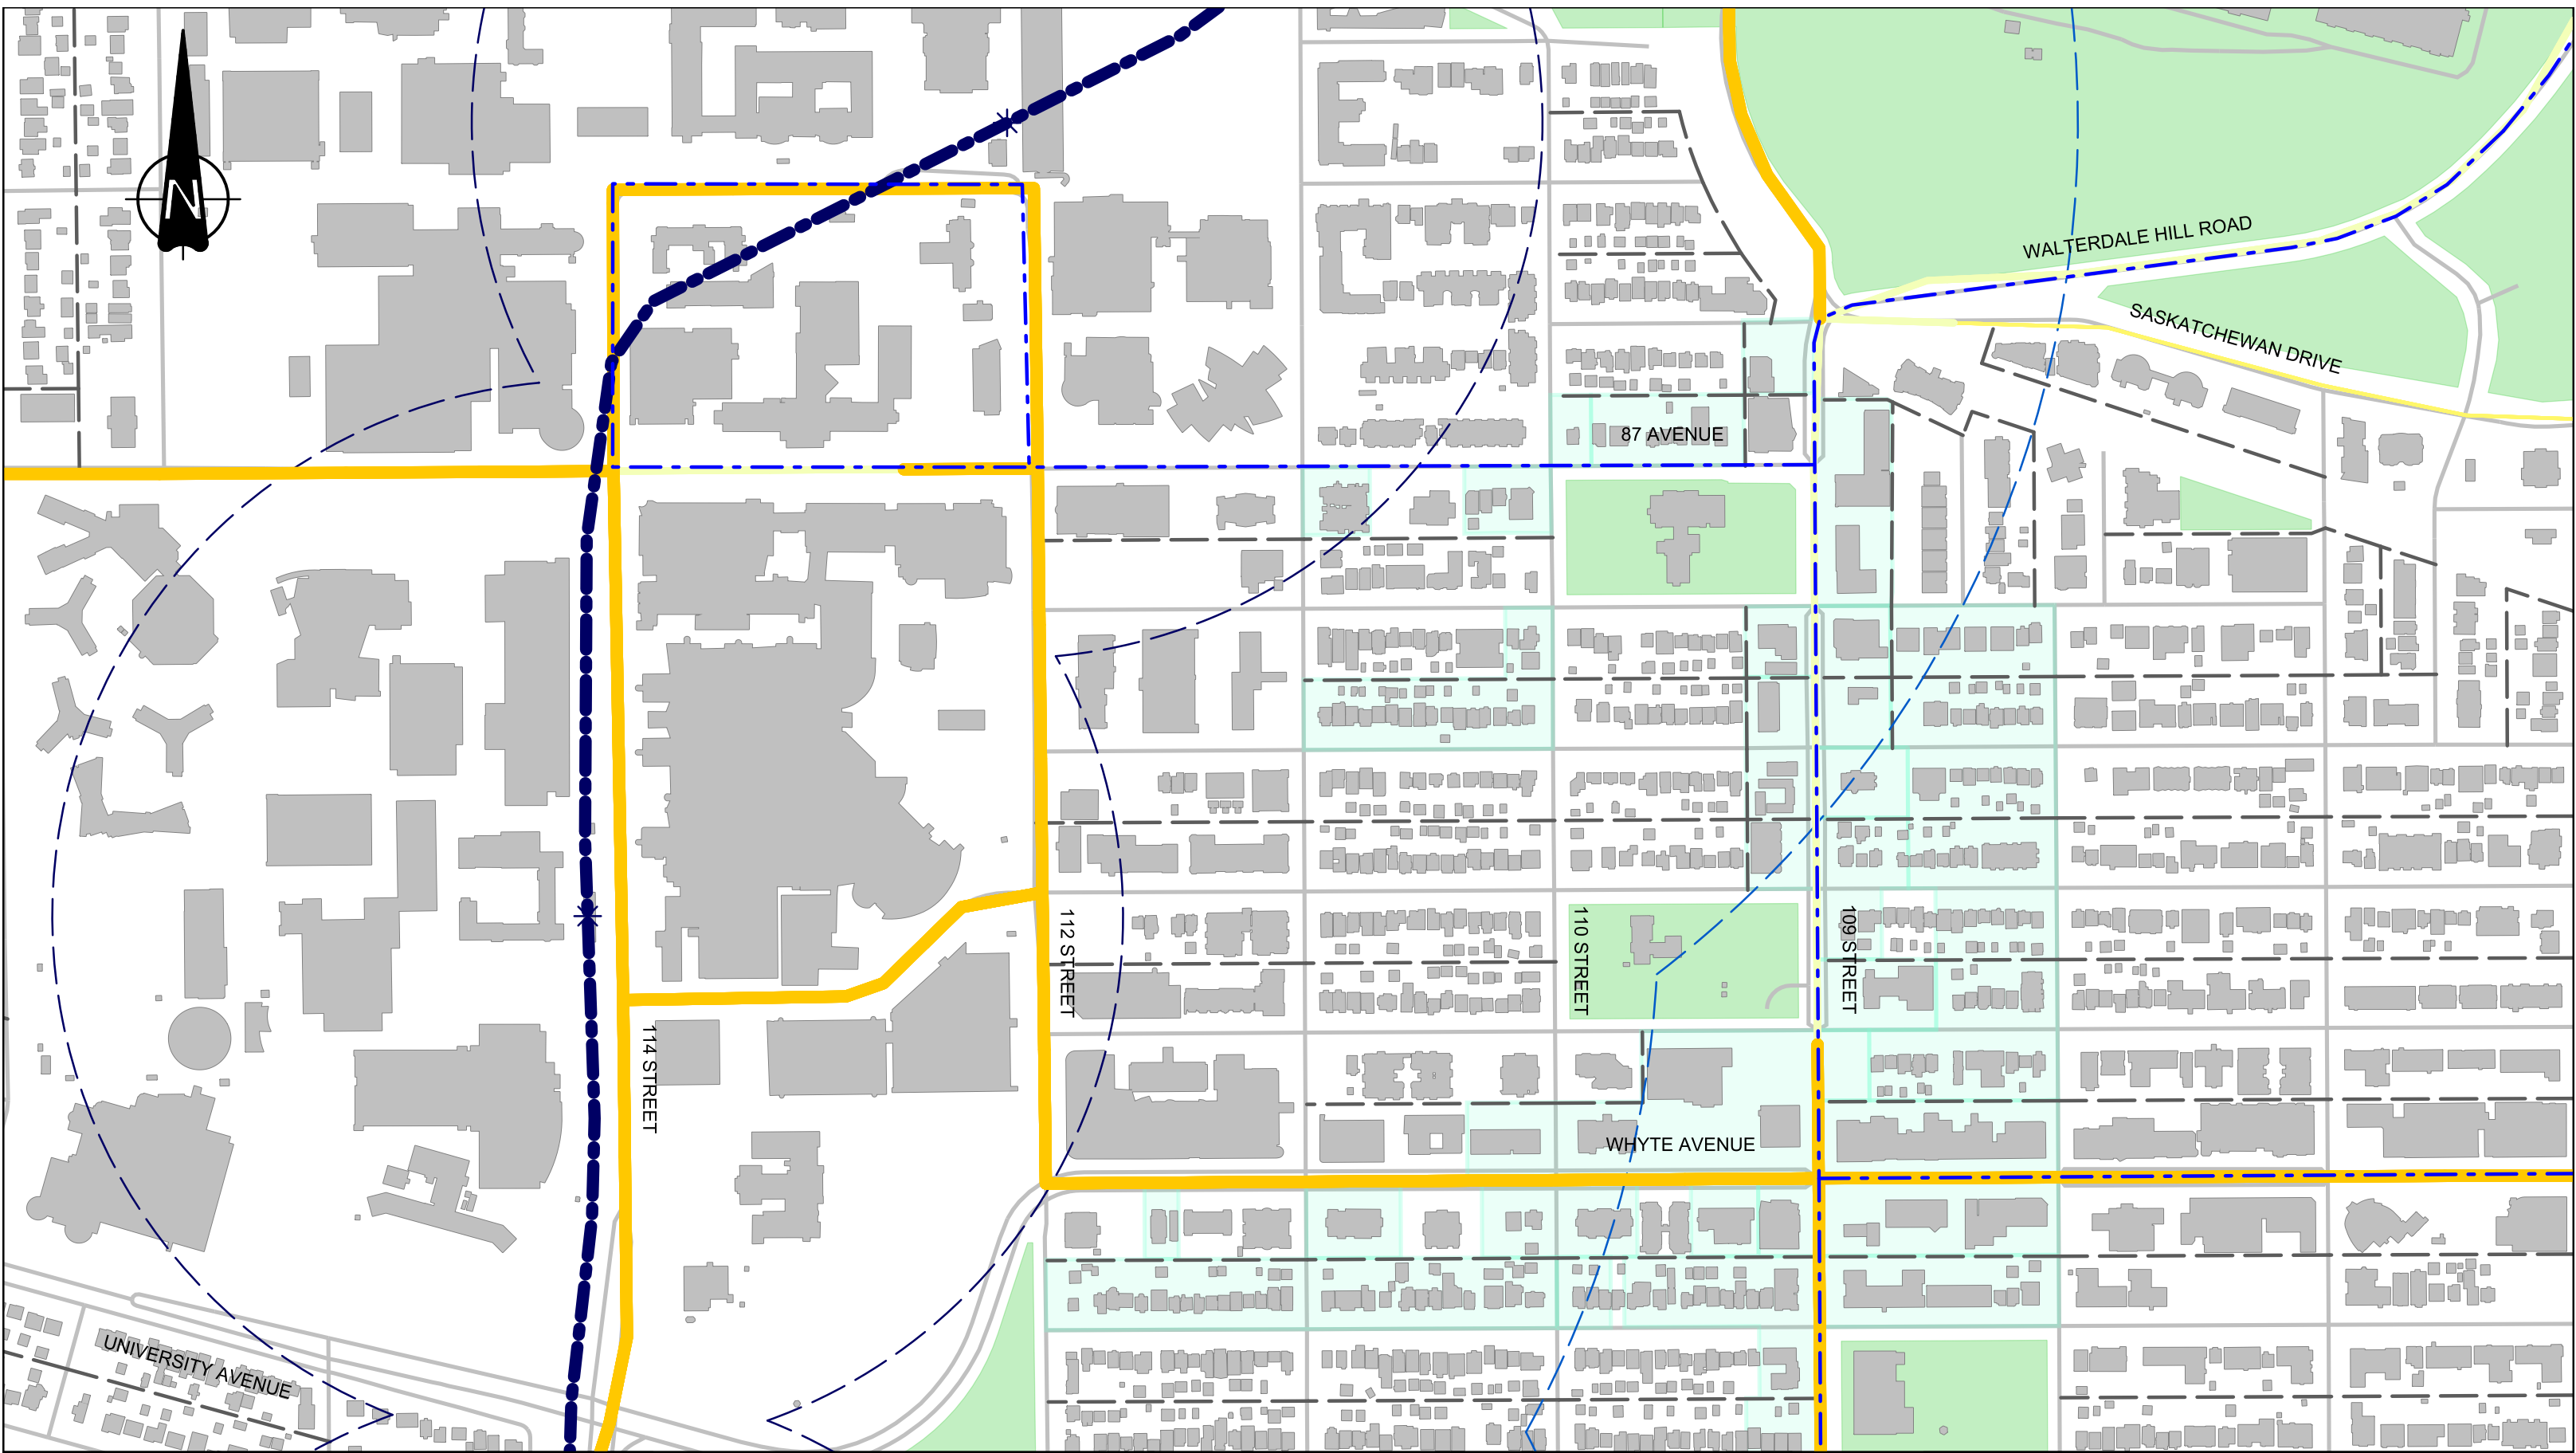 N
WALTERDALE HILL ROAD
SASKATCHEWAN DRIVE
87 AVENUE
112 STREET
110 STREET
109 STREET
114 STREET
WHYTE AVENUE
UNIVERSITY AVENUE